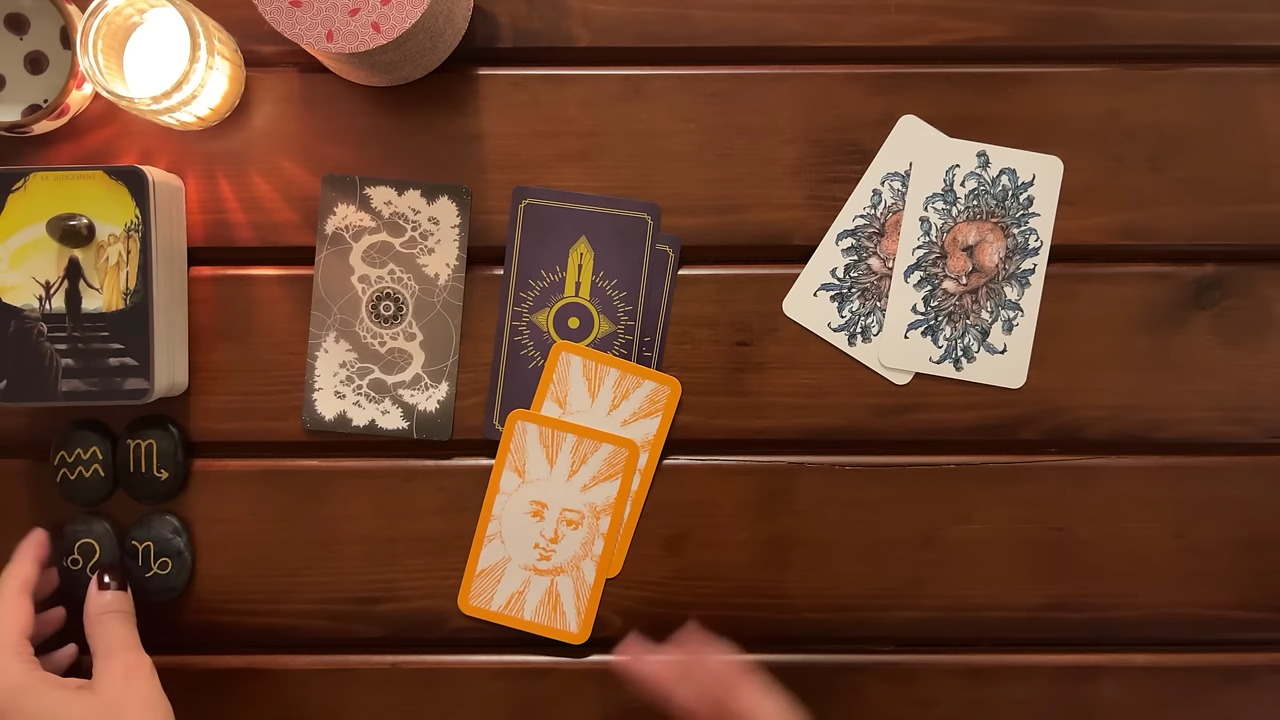 XX JUDGEMENT
♒ ♏
♌ ♑